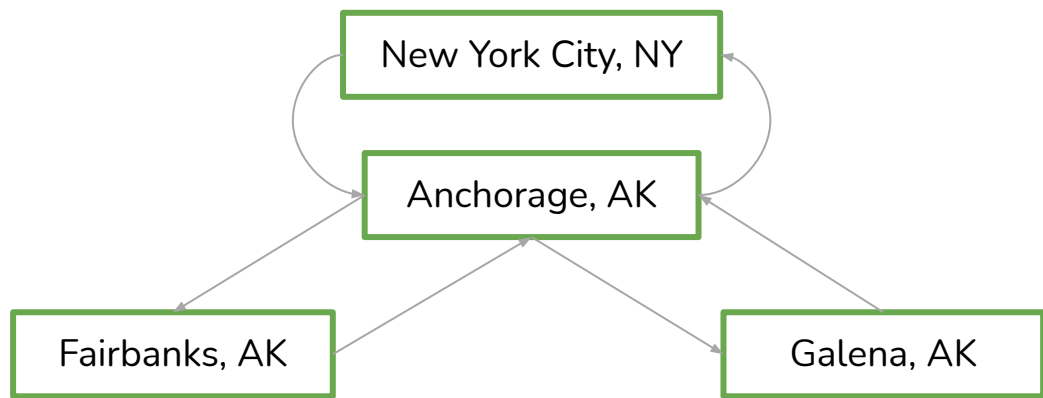 New York City, NY
Anchorage, AK
Fairbanks, AK
Galena, AK